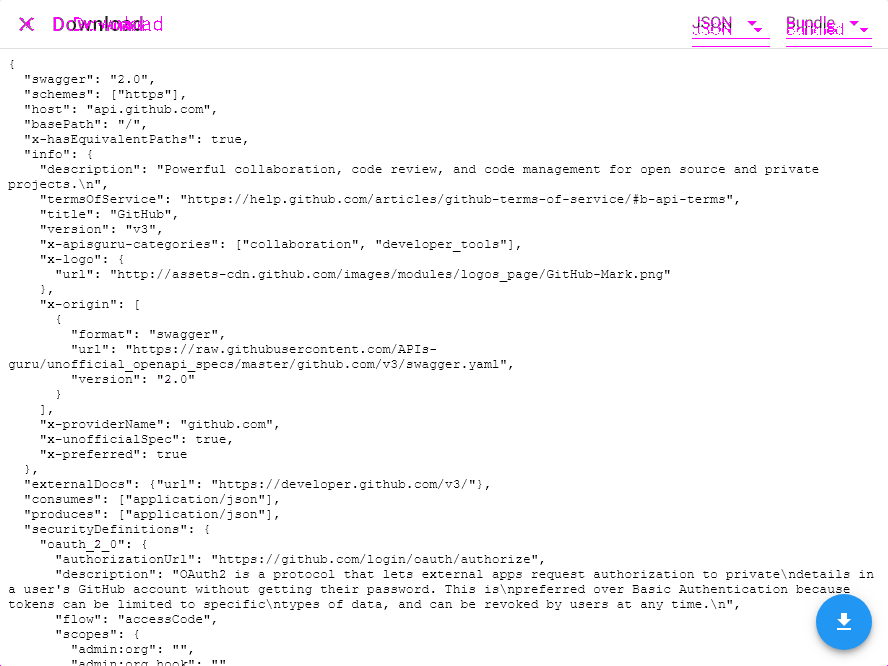 Download JSON Bundle
{
"swagger": "2.0",
"schemes": ["https"],
"host": "api.github.com",
"basePath": "/",
"x-hasEquivalentPaths": true,
"info": {
"description": "Powerful collaboration, code review, and code management for open source and private
projects.\n",
"termsOfService": "https://help.github.com/articles/github-terms-of-service/#b-api-terms",
"title": "GitHub",
"version": "v3",
"x-apisguru-categories": ["collaboration", "developer_tools"],
"x-logo": {
"url": "http://assets-cdn.github.com/images/modules/logos_page/GitHub-Mark.png"
},
"x-origin": [
{
"format": "swagger",
"url": "https://raw.githubusercontent.com/APIs-
guru/unofficial_openapi_specs/master/github.com/v3/swagger.yaml",
"version": "2.0"
}
],
"x-providerName": "github.com",
"x-unofficialSpec": true,
"x-preferred": true
},
"externalDocs": {"url": "https://developer.github.com/v3/"},
"consumes": ["application/json"],
"produces": ["application/json"],
"securityDefinitions": {
"oauth_2_0": {
"authorizationUrl": "https://github.com/login/oauth/authorize",
"description": "OAuth2 is a protocol that lets external apps request authorization to private\ndetails in
a user's GitHub account without getting their password. This is\npreferred over Basic Authentication because
tokens can be limited to specific\ntypes of data, and can be revoked by users at any time.\n",
"flow": "accessCode",
"scopes": {
"admin:org": "",
"admin:org_hook": ""